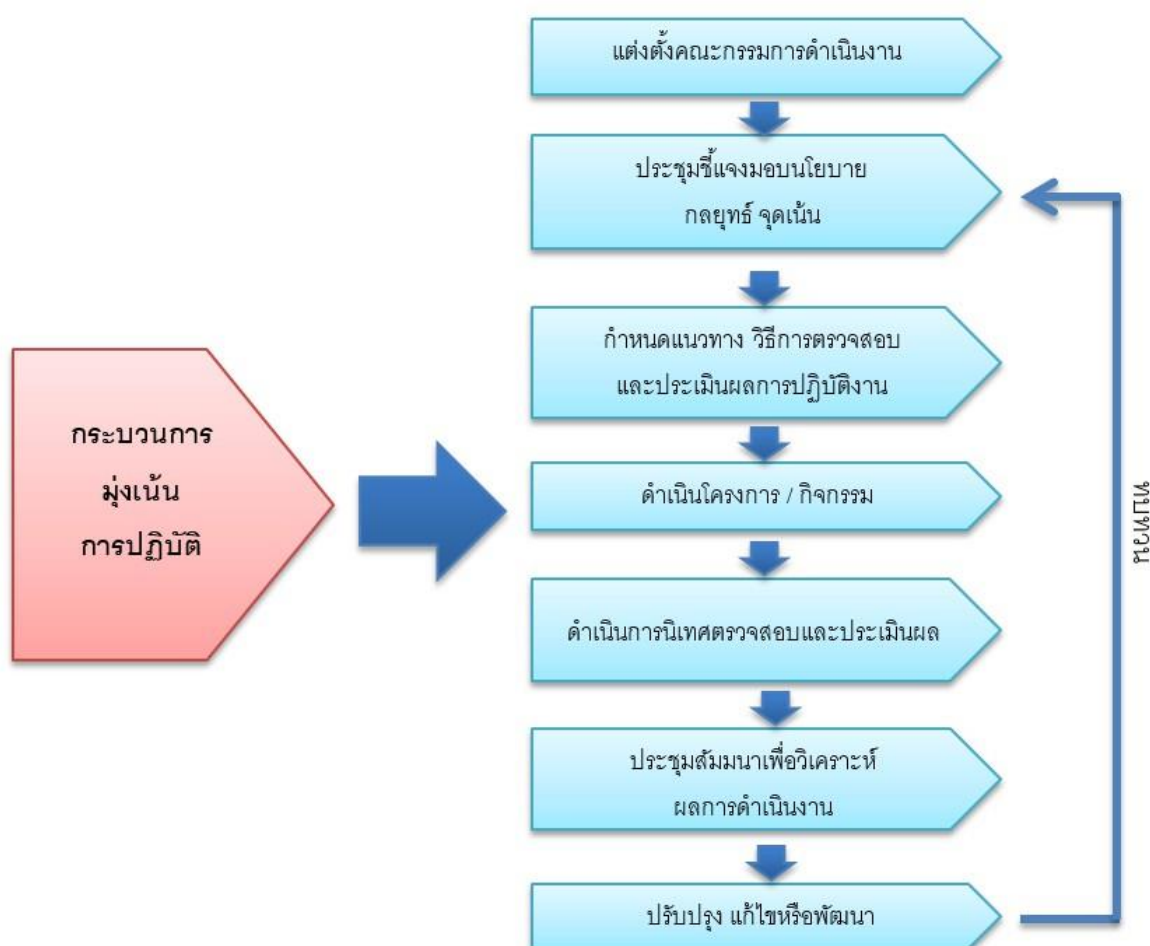 แต่งตั้งคณะกรรมการดำเนินงาน
ประชุมชี้แจงมอบนโยบาย
กลยุทธ์ จุดเน้น
กำหนดแนวทาง วิธีการตรวจสอบ
และประเมินผลการปฏิบัติงาน
กระบวนการ
มุ่งเน้น
การปฏิบัติ
ดำเนินโครงการ / กิจกรรม
ทบทวน
ดำเนินการนิเทศตรวจสอบและประเมินผล
ประชุมสัมมนาเพื่อวิเคราะห์
ผลการดำเนินงาน
ปรับปรุง แก้ไขหรือพัฒนา